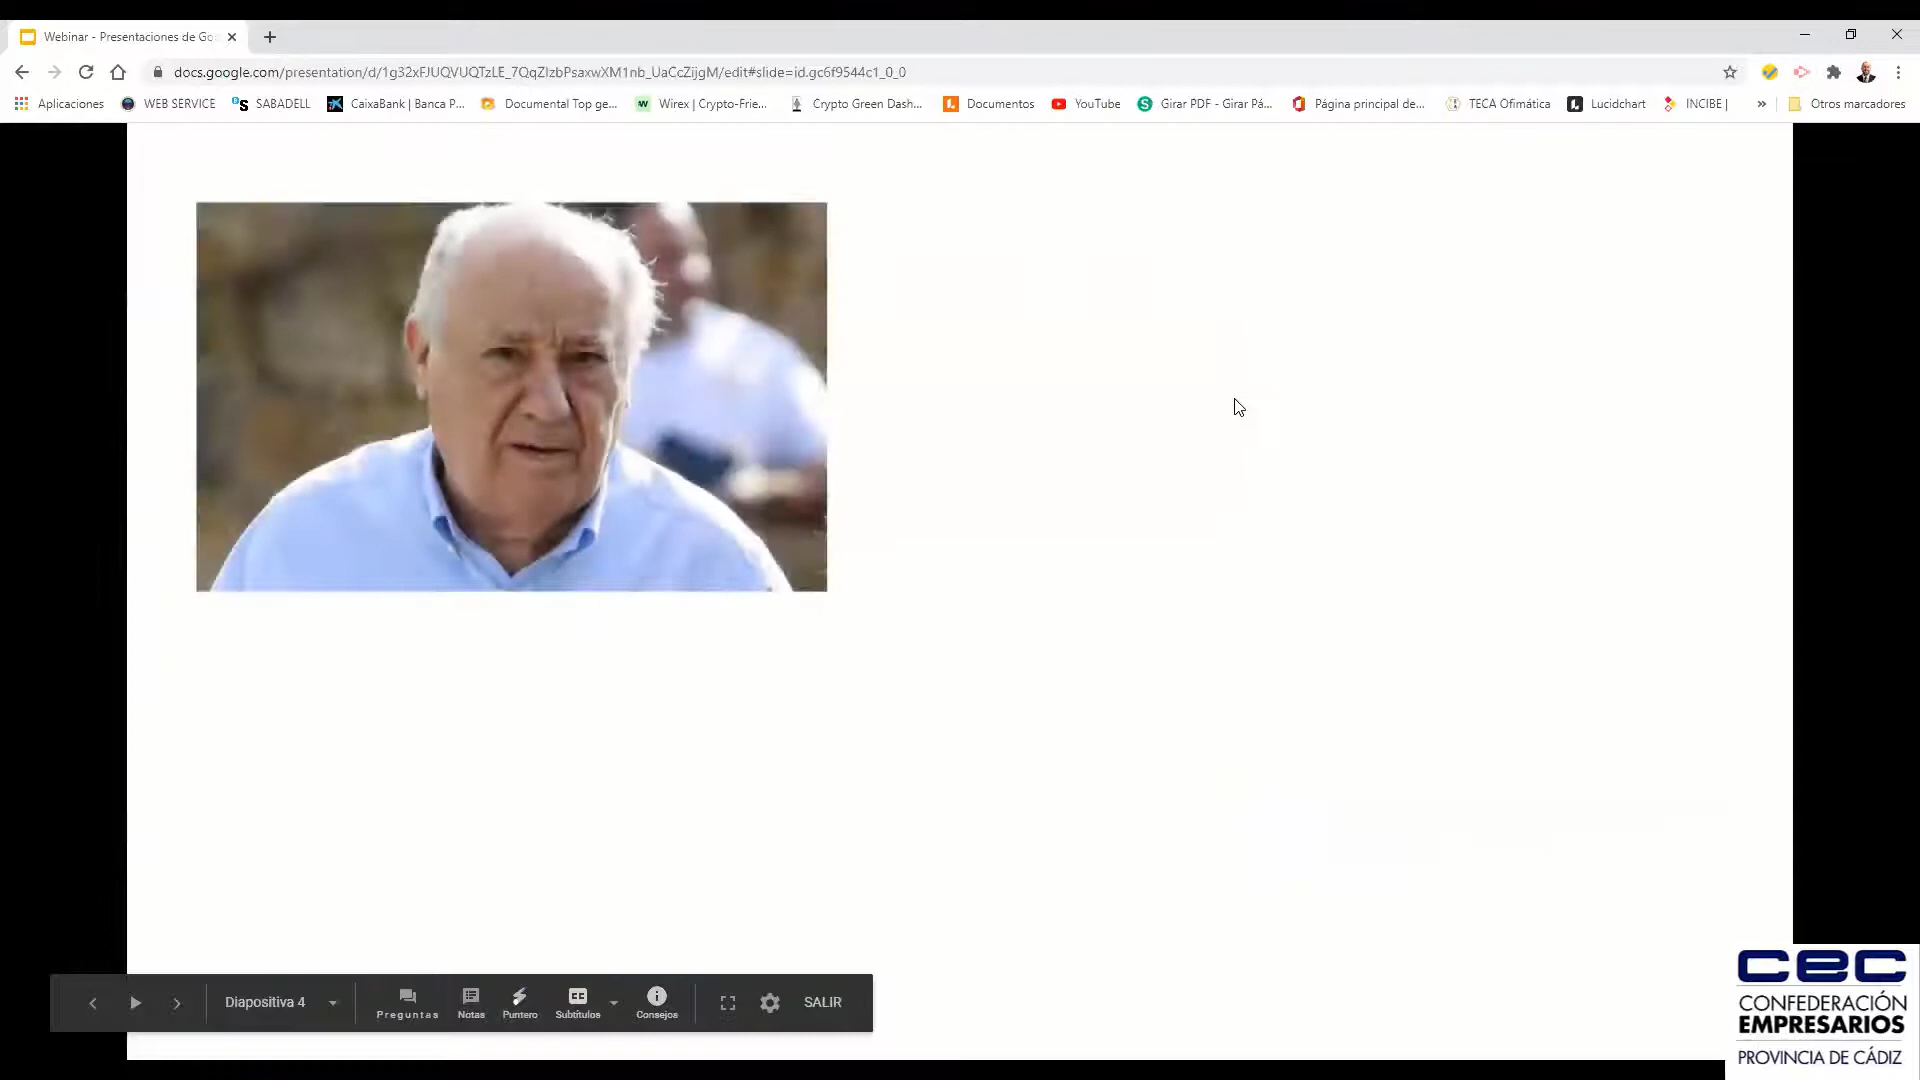 Webinar - Presentaciones de Go
docs.google.com/presentation/d/1g32xFJUQVUQTzLE_7QqZIzbPsaxwXM1nb_UaCcZijgM/edit#slide=id.gc6f9544c1_0_0
Aplicaciones WEB SERVICE SABADELL CaixaBank | Banca P... Documental Top ge... Wirex | Crypto-Frie... Crypto Green Dash... Documentos YouTube Girar PDF - Girar Pá... Página principal de... TECA Ofimática Lucidchart INCIBE | » Otros marcadores
Diapositiva 4 Preguntas Notas Puntero Subtítulos Consejos SALIR
cec
CONFEDERACIÓN
EMPRESARIOS
PROVINCIA DE CÁDIZ